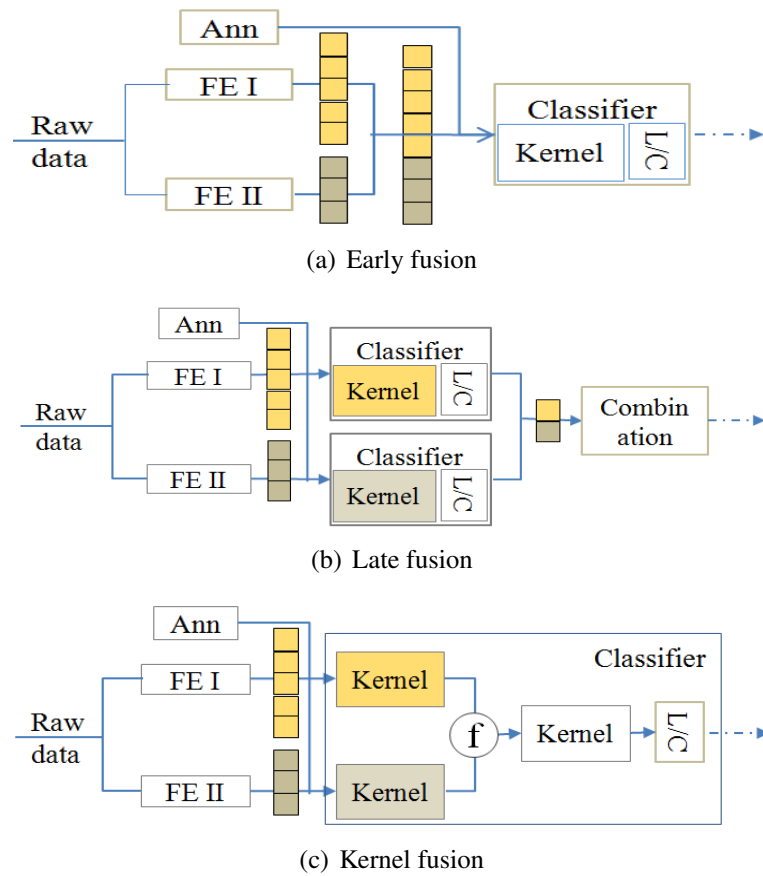 Ann
FE I
Raw
data
FE II
Classifier
Kernel
L/C
(a) Early fusion
Ann
FE I
Raw
data
FE II
Classifier
Kernel
L/C
Classifier
Kernel
L/C
Combin
ation
(b) Late fusion
Ann
FE I
Raw
data
FE II
Classifier
Kernel
Kernel
f
Kernel
L/C
(c) Kernel fusion